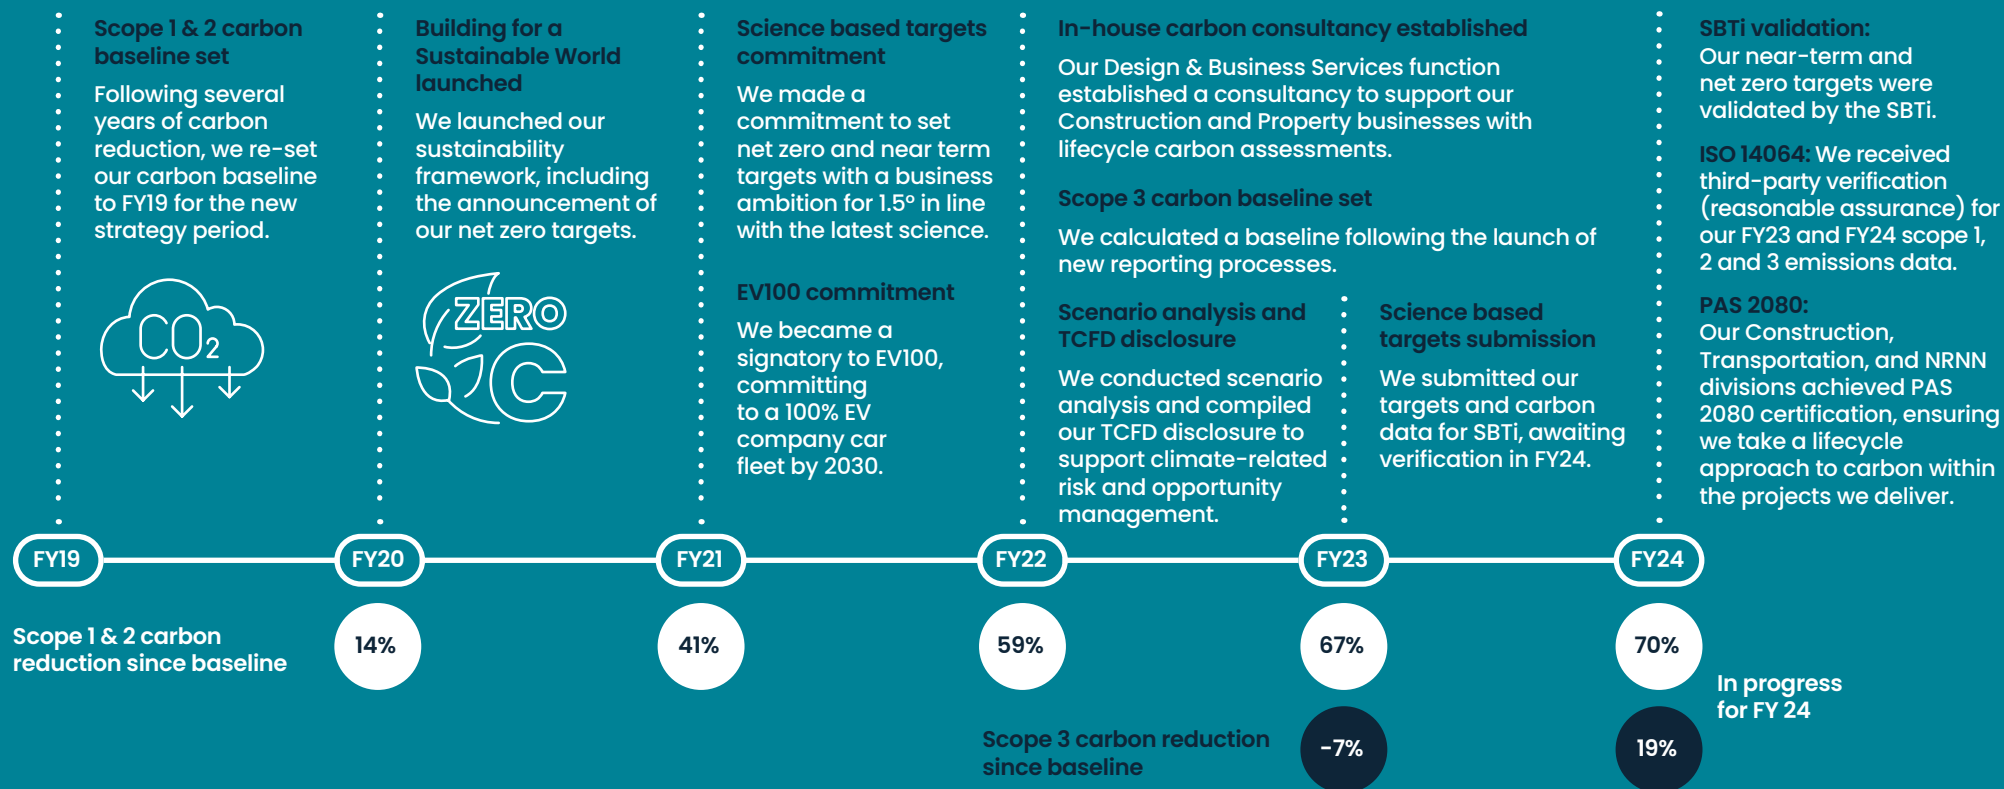 Scope 1 & 2 carbon
baseline set
Following several
years of carbon
reduction, we re-set
our carbon baseline
to FY19 for the new
strategy period.
CO2
Building for a
Sustainable World
launched
We launched our
sustainability
framework, including
the announcement of
our net zero targets.
ZERO
C
Science based targets
commitment
We made a
commitment to set
net zero and near term
targets with a business
ambition for 1.5° in line
with the latest science.
EV100 commitment
We became a
signatory to EV100,
committing
to a 100% EV
company car
fleet by 2030.
In-house carbon consultancy established
Our Design & Business Services function
established a consultancy to support our
Construction and Property businesses with
lifecycle carbon assessments.
Scope 3 carbon baseline set
We calculated a baseline following the launch of
new reporting processes.
Scenario analysis and
TCFD disclosure
We conducted scenario
analysis and compiled
our TCFD disclosure to
support climate-related
risk and opportunity
management.
Science based
targets submission
We submitted our
targets and carbon
data for SBTi, awaiting
verification in FY24.
SBTi validation:
Our near-term and
net zero targets were
validated by the SBTi.
ISO 14064: We received
third-party verification
(reasonable assurance) for
our FY23 and FY24 scope 1,
2 and 3 emissions data.
PAS 2080:
Our Construction,
Transportation, and NRNN
divisions achieved PAS
2080 certification, ensuring
we take a lifecycle
approach to carbon within
the projects we deliver.
FY19 FY20 FY21 FY22 FY23 FY24
Scope 1 & 2 carbon
reduction since baseline
14% 41% 59% 67% 70%
In progress
for FY 24
Scope 3 carbon reduction
since baseline
-7% 19%